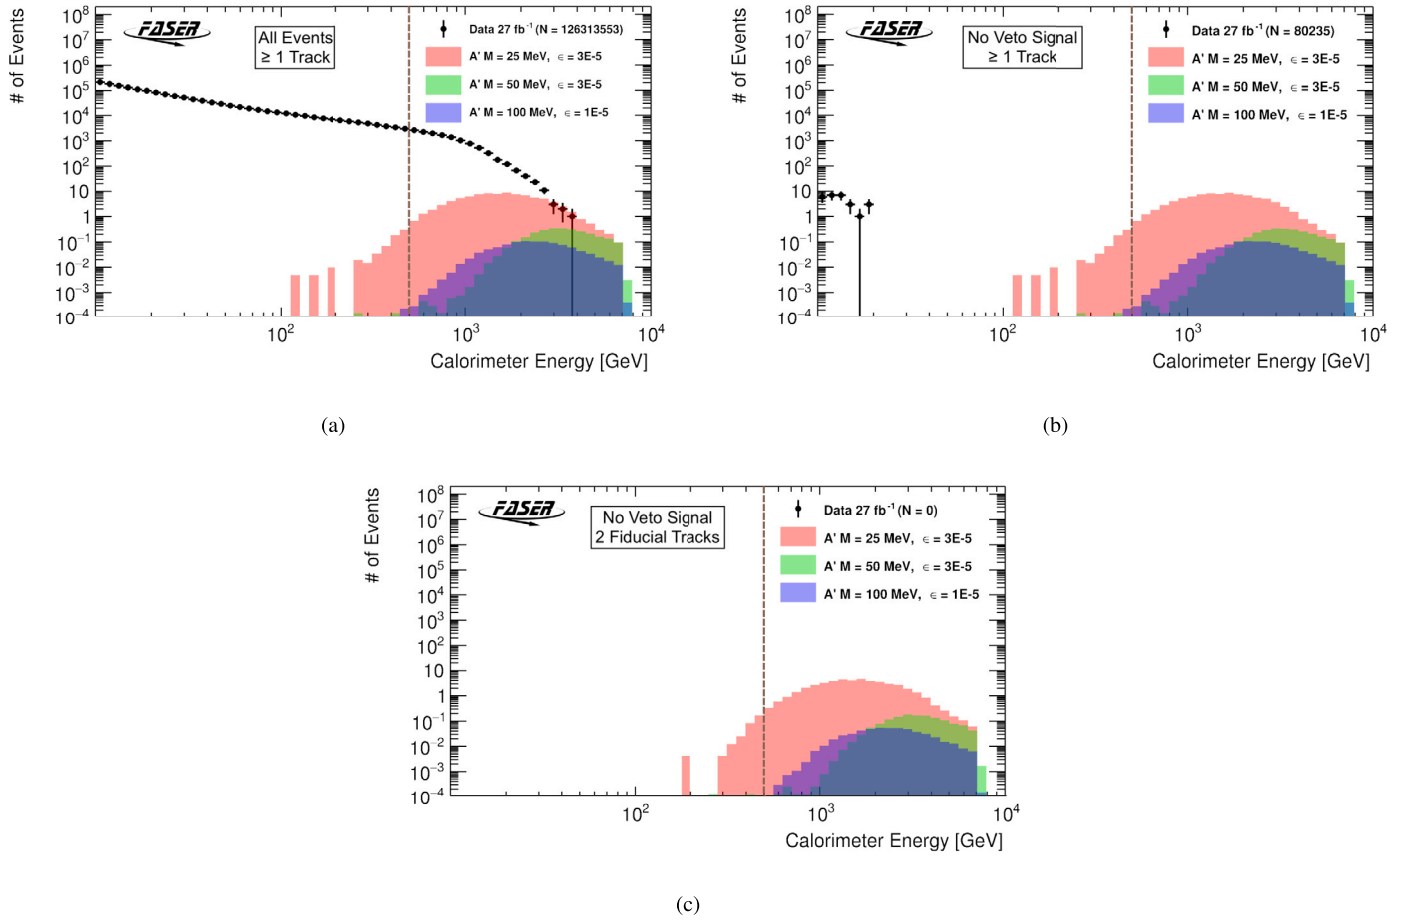 # of Events
10⁸
10⁷
10⁶
10⁵
10⁴
10³
10²
10
1
10⁻¹
10⁻²
10⁻³
10⁻⁴
FASER
All Events
≥ 1 Track
Data 27 fb⁻¹ (N = 126313553)
A' M = 25 MeV, ϵ = 3E-5
A' M = 50 MeV, ϵ = 3E-5
A' M = 100 MeV, ϵ = 1E-5
10² 10³ 10⁴
Calorimeter Energy [GeV]
(a)
# of Events
10⁸
10⁷
10⁶
10⁵
10⁴
10³
10²
10
1
10⁻¹
10⁻²
10⁻³
10⁻⁴
FASER
No Veto Signal
≥ 1 Track
Data 27 fb⁻¹ (N = 80235)
A' M = 25 MeV, ϵ = 3E-5
A' M = 50 MeV, ϵ = 3E-5
A' M = 100 MeV, ϵ = 1E-5
10² 10³ 10⁴
Calorimeter Energy [GeV]
(b)
# of Events
10⁸
10⁷
10⁶
10⁵
10⁴
10³
10²
10
1
10⁻¹
10⁻²
10⁻³
10⁻⁴
FASER
No Veto Signal
2 Fiducial Tracks
Data 27 fb⁻¹ (N = 0)
A' M = 25 MeV, ϵ = 3E-5
A' M = 50 MeV, ϵ = 3E-5
A' M = 100 MeV, ϵ = 1E-5
10² 10³ 10⁴
Calorimeter Energy [GeV]
(c)